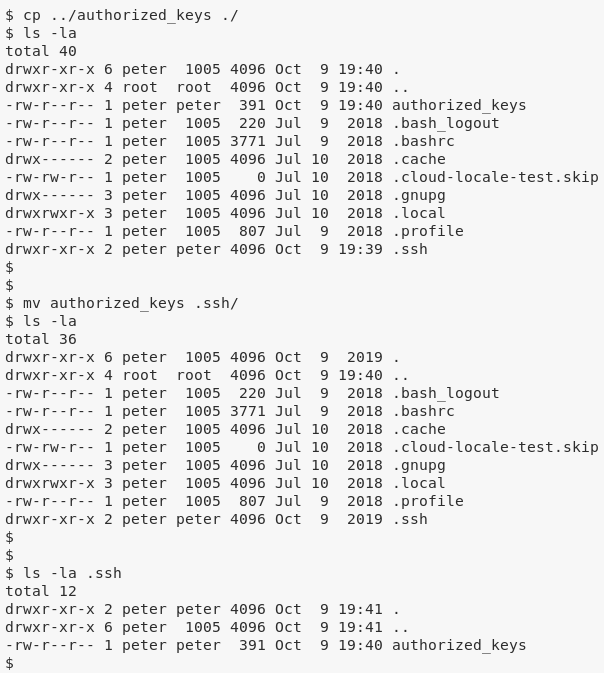 $ cp ../authorized_keys ./
$ ls -la
total 40
drwxr-xr-x 6 peter  1005 4096 Oct  9 19:40 .
drwxr-xr-x 4 root  root  4096 Oct  9 19:40 ..
-rw-r--r-- 1 peter peter  391 Oct  9 19:40 authorized_keys
-rw-r--r-- 1 peter  1005  220 Jul  9  2018 .bash_logout
-rw-r--r-- 1 peter  1005 3771 Jul  9  2018 .bashrc
drwx------ 2 peter  1005 4096 Jul 10  2018 .cache
-rw-rw-r-- 1 peter  1005    0 Jul 10  2018 .cloud-locale-test.skip
drwx------ 3 peter  1005 4096 Jul 10  2018 .gnupg
drwxrwxr-x 3 peter  1005 4096 Jul 10  2018 .local
-rw-r--r-- 1 peter  1005  807 Jul  9  2018 .profile
drwxr-xr-x 2 peter peter 4096 Oct  9 19:39 .ssh
$
$
$ mv authorized_keys .ssh/
$ ls -la
total 36
drwxr-xr-x 6 peter  1005 4096 Oct  9  2019 .
drwxr-xr-x 4 root  root  4096 Oct  9 19:40 ..
-rw-r--r-- 1 peter  1005  220 Jul  9  2018 .bash_logout
-rw-r--r-- 1 peter  1005 3771 Jul  9  2018 .bashrc
drwx------ 2 peter  1005 4096 Jul 10  2018 .cache
-rw-rw-r-- 1 peter  1005    0 Jul 10  2018 .cloud-locale-test.skip
drwx------ 3 peter  1005 4096 Jul 10  2018 .gnupg
drwxrwxr-x 3 peter  1005 4096 Jul 10  2018 .local
-rw-r--r-- 1 peter  1005  807 Jul  9  2018 .profile
drwxr-xr-x 2 peter peter 4096 Oct  9  2019 .ssh
$
$
$ ls -la .ssh
total 12
drwxr-xr-x 2 peter peter 4096 Oct  9 19:41 .
drwxr-xr-x 6 peter  1005 4096 Oct  9 19:41 ..
-rw-r--r-- 1 peter peter  391 Oct  9 19:40 authorized_keys
$